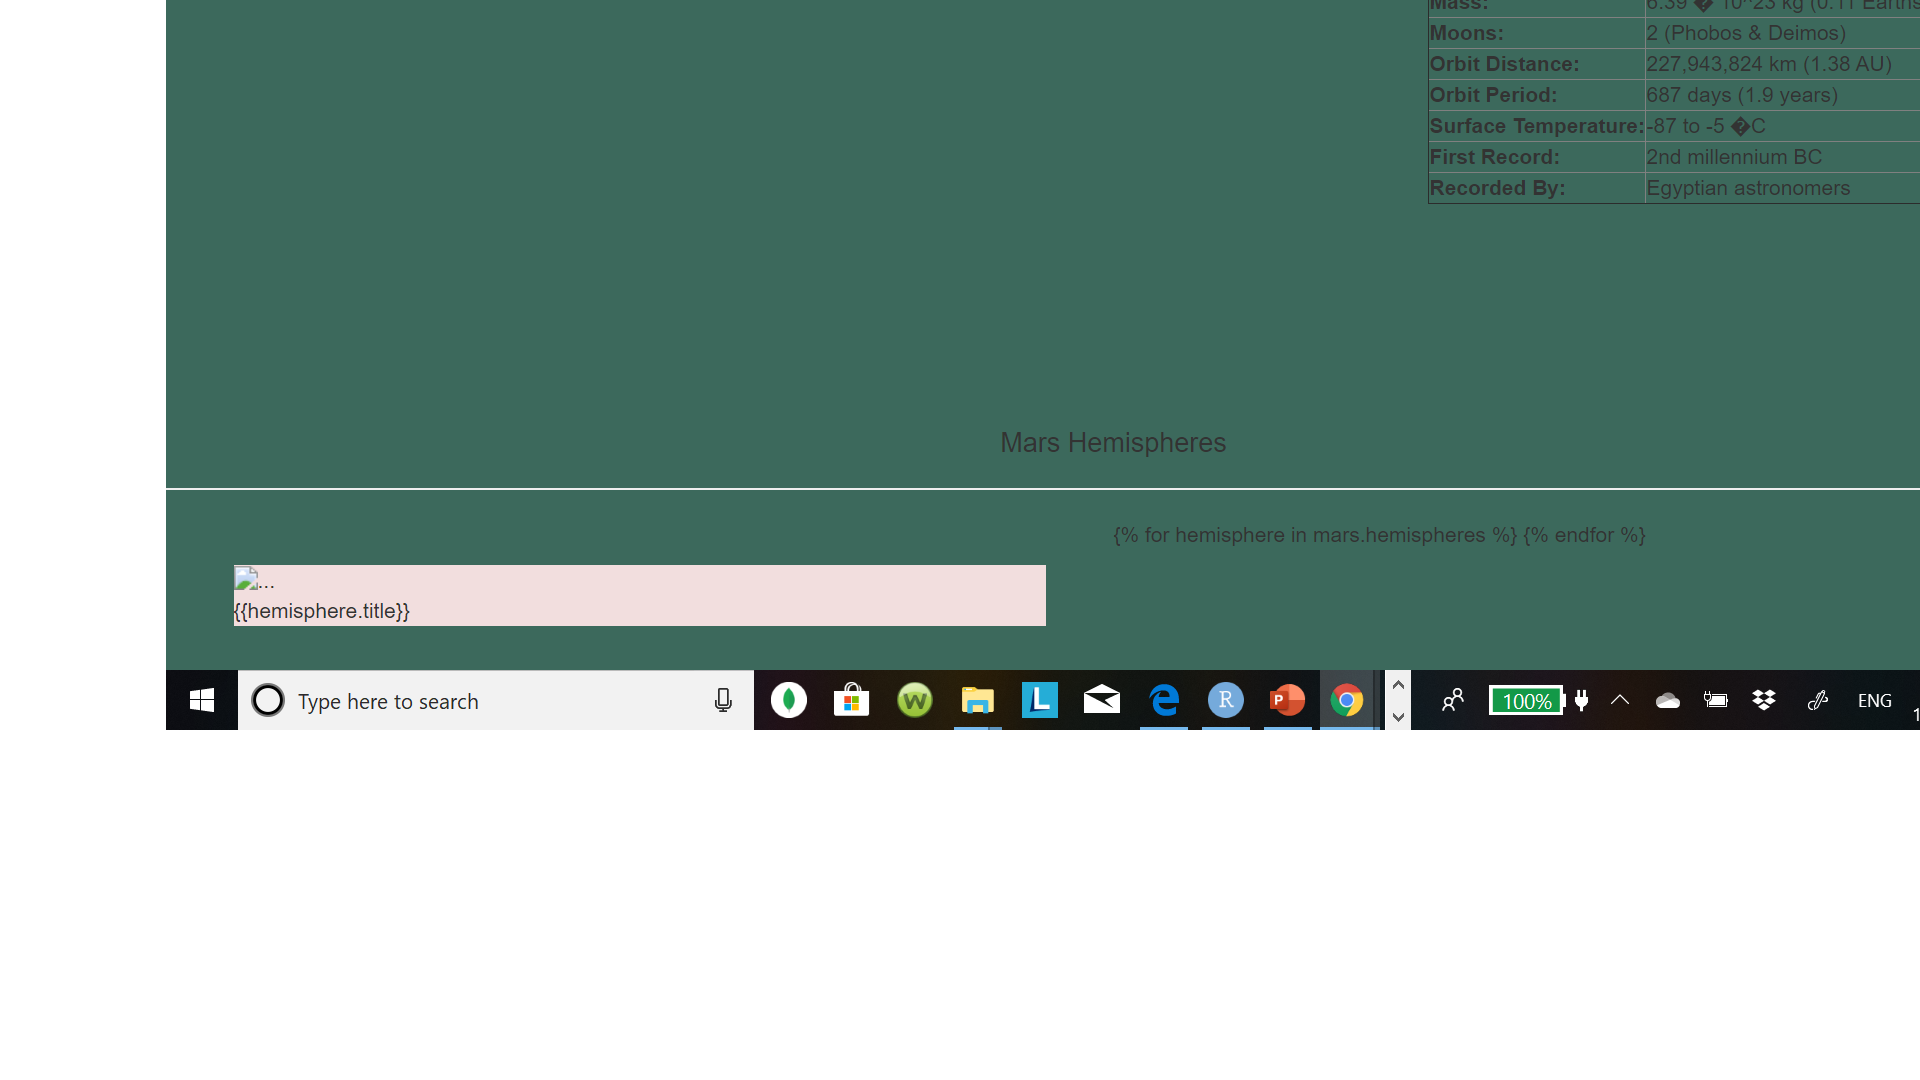 Mass: 6.39 � 10^23 kg (0.11 Earths
Moons: 2 (Phobos & Deimos)
Orbit Distance: 227,943,824 km (1.38 AU)
Orbit Period: 687 days (1.9 years)
Surface Temperature: -87 to -5 �C
First Record: 2nd millennium BC
Recorded By: Egyptian astronomers
Mars Hemispheres
{% for hemisphere in mars.hemispheres %} {% endfor %}
...
{{hemisphere.title}}
Type here to search
W
L
R
P
100%
ENG
1